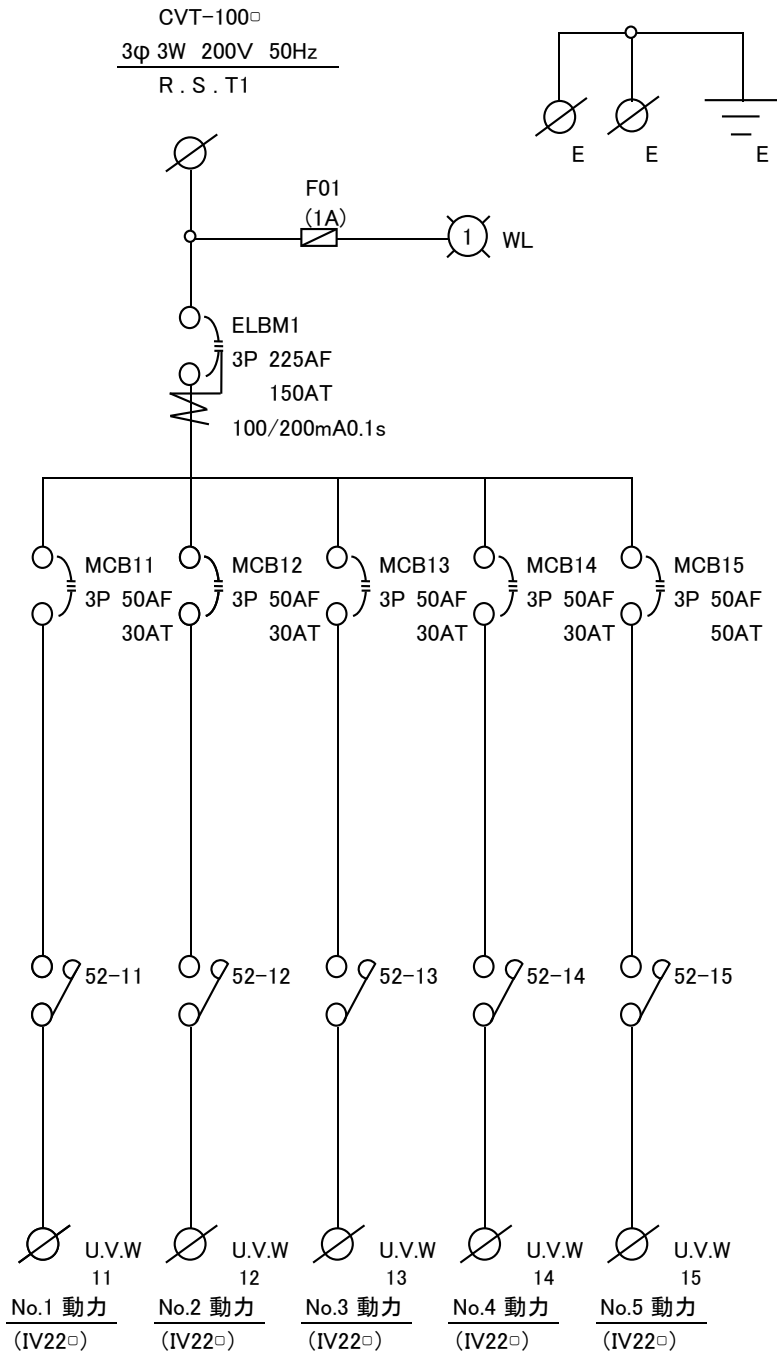 CVT-100□
3φ 3W 200V 50Hz
R . S . T1
E E E
F01
(1A)
1 WL
ELBM1
3P 225AF
150AT
100/200mA0.1s
MCB11 MCB12 MCB13 MCB14 MCB15
3P 50AF 3P 50AF 3P 50AF 3P 50AF 3P 50AF
30AT 30AT 30AT 30AT 50AT
52-11 52-12 52-13 52-14 52-15
U.V.W U.V.W U.V.W U.V.W U.V.W
11 12 13 14 15
No.1 動力 No.2 動力 No.3 動力 No.4 動力 No.5 動力
(IV22□) (IV22□) (IV22□) (IV22□) (IV22□)